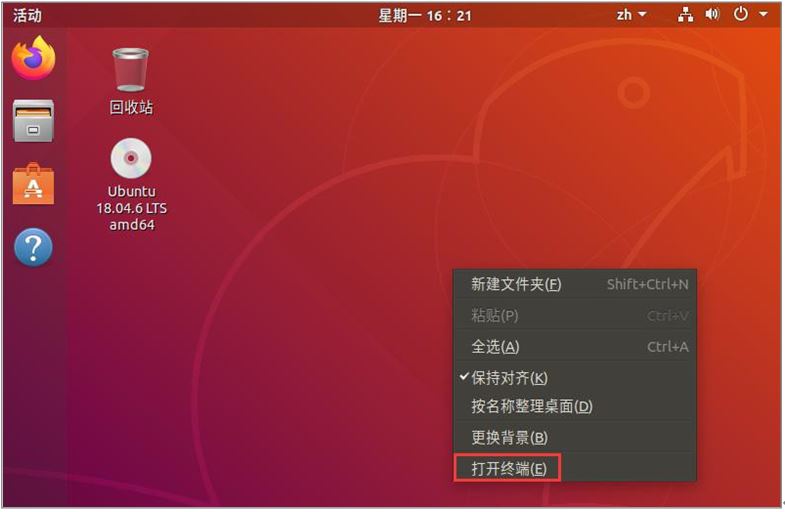 活动
星期一 16：21
zh
回收站
Ubuntu
18.04.6 LTS
amd64
新建文件夹(F) Shift+Ctrl+N
粘贴(P) Ctrl+V
全选(A) Ctrl+A
保持对齐(K)
按名称整理桌面(D)
更换背景(B)
打开终端(E)